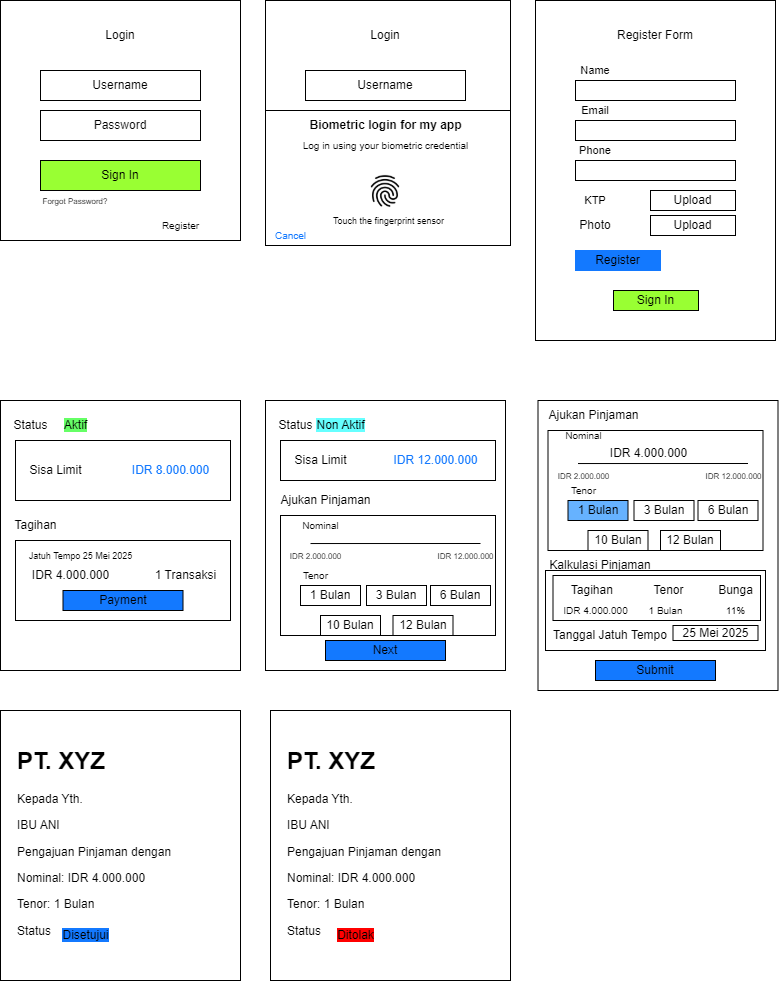 Login
Username
Password
Sign In
Forgot Password?
Register
Login
Username
Biometric login for my app
Log in using your biometric credential
Touch the fingerprint sensor
Cancel
Register Form
Name
Email
Phone
KTP Upload
Photo Upload
Register
Sign In
Status Aktif
Sisa Limit IDR 8.000.000
Tagihan
Jatuh Tempo 25 Mei 2025
IDR 4.000.000 1 Transaksi
Payment
Status Non Aktif
Sisa Limit IDR 12.000.000
Ajukan Pinjaman
Nominal
IDR 2.000.000 IDR 12.000.000
Tenor
1 Bulan 3 Bulan 6 Bulan
10 Bulan 12 Bulan
Next
Ajukan Pinjaman
Nominal
IDR 4.000.000
IDR 2.000.000 IDR 12.000.000
Tenor
1 Bulan 3 Bulan 6 Bulan
10 Bulan 12 Bulan
Kalkulasi Pinjaman
Tagihan Tenor Bunga
IDR 4.000.000 1 Bulan 11%
Tanggal Jatuh Tempo 25 Mei 2025
Submit
PT. XYZ
Kepada Yth.
IBU ANI
Pengajuan Pinjaman dengan
Nominal: IDR 4.000.000
Tenor: 1 Bulan
Status Disetujui
PT. XYZ
Kepada Yth.
IBU ANI
Pengajuan Pinjaman dengan
Nominal: IDR 4.000.000
Tenor: 1 Bulan
Status Ditolak